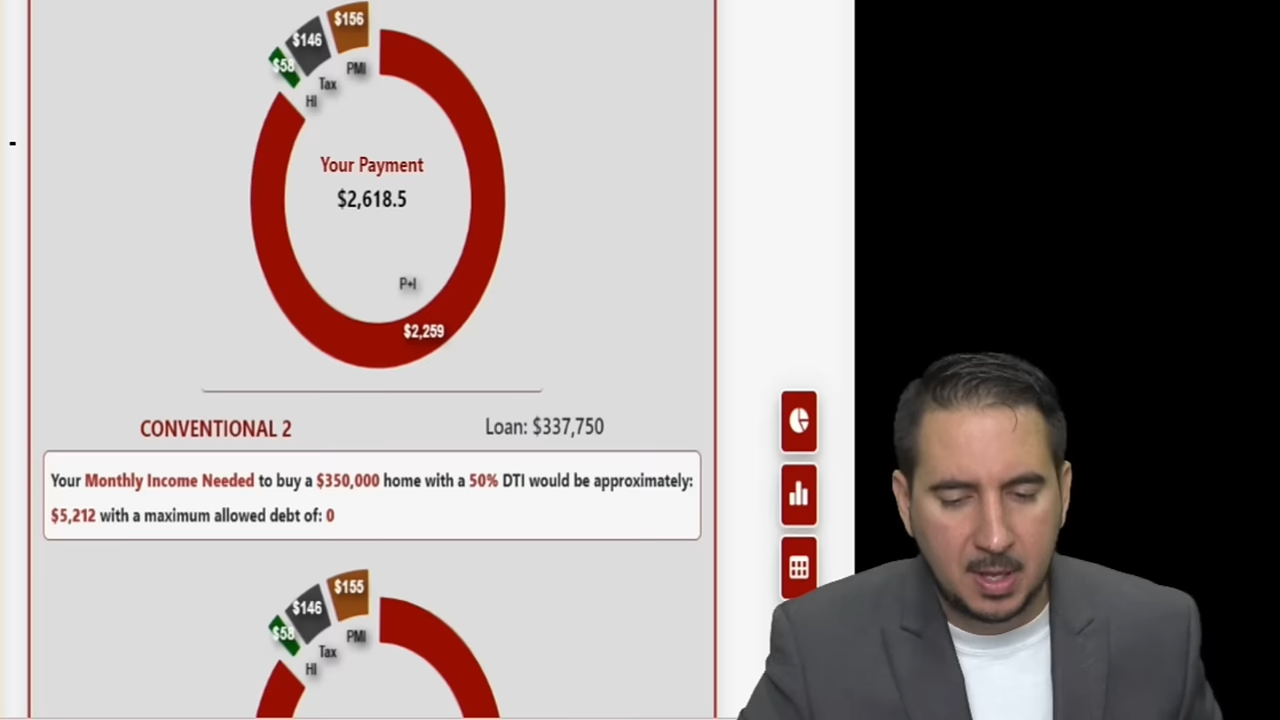 $156
$146
$58
PMI
Tax
HI
Your Payment
$2,618.5
P+I
$2,259
CONVENTIONAL 2
Loan: $337,750
Your Monthly Income Needed to buy a $350,000 home with a 50% DTI would be approximately:
$5,212 with a maximum allowed debt of: 0
$155
$146
$58
PMI
Tax
HI